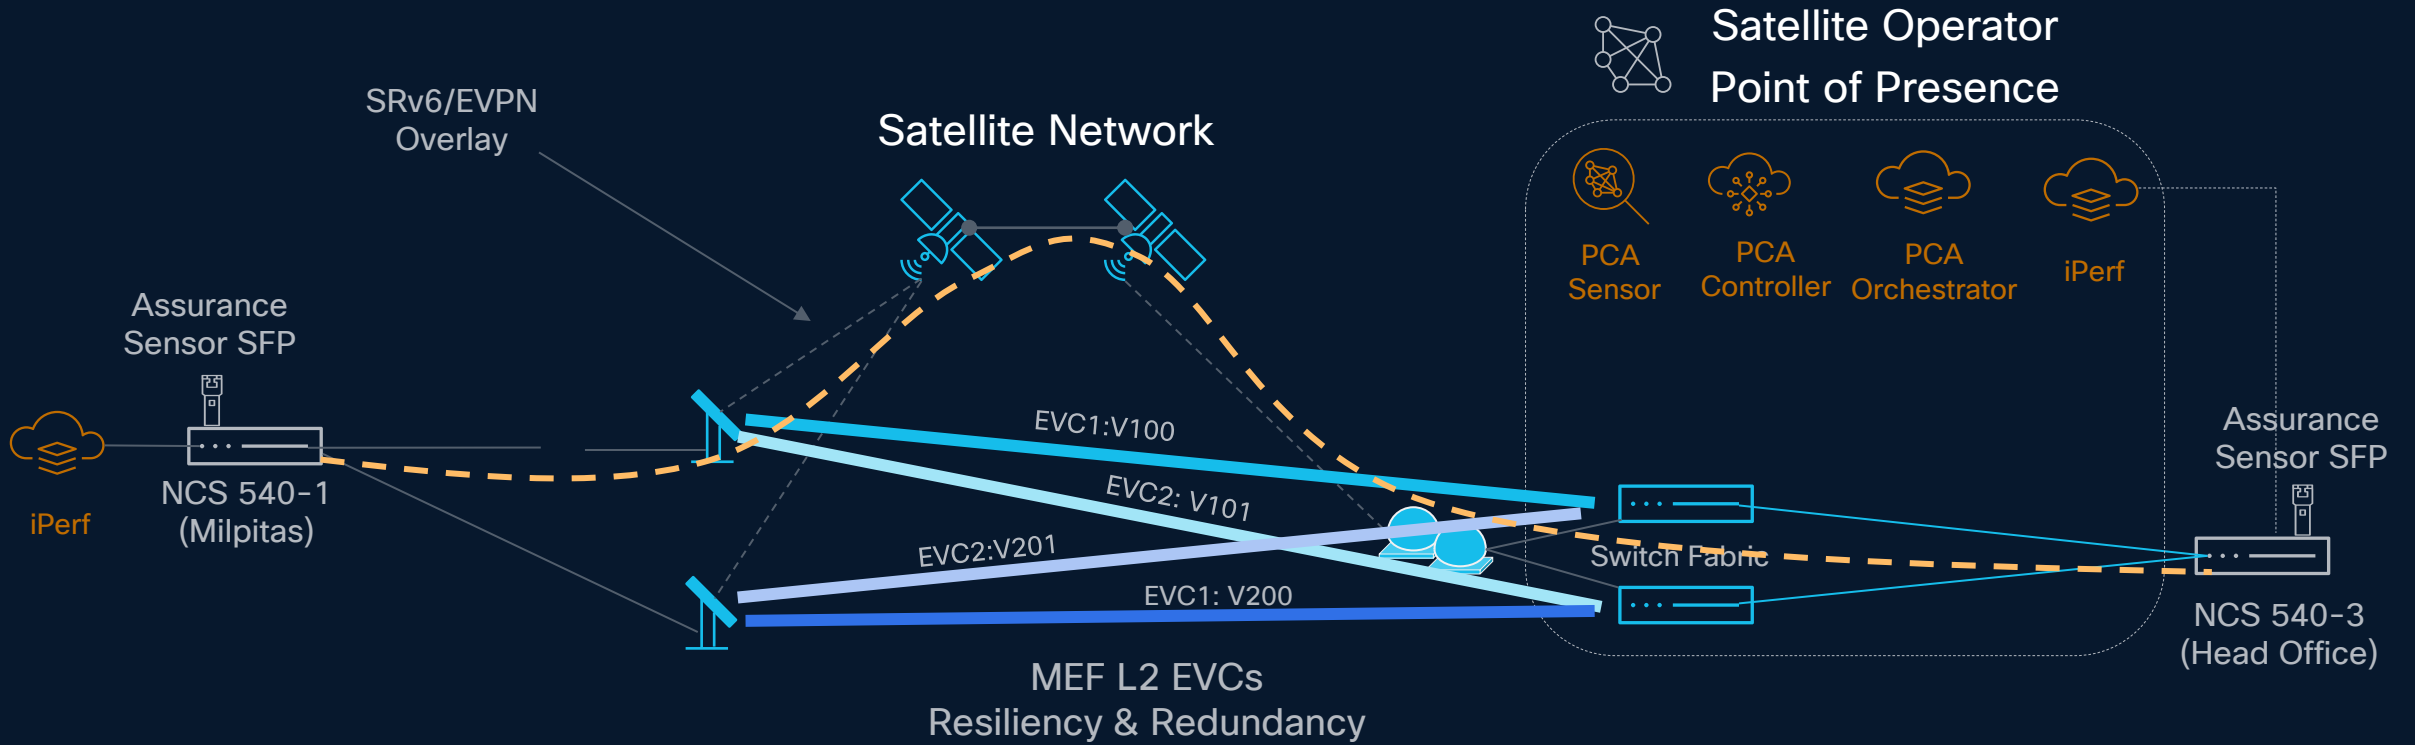 Satellite Operator
Point of Presence
SRv6/EVPN
Overlay
Satellite Network
PCA
Sensor
PCA
Controller
PCA
Orchestrator
iPerf
Assurance
Sensor SFP
iPerf
NCS 540-1
(Milpitas)
EVC1:V100
EVC2: V101
EVC2:V201
EVC1: V200
Switch Fabric
Assurance
Sensor SFP
NCS 540-3
(Head Office)
MEF L2 EVCs
Resiliency & Redundancy